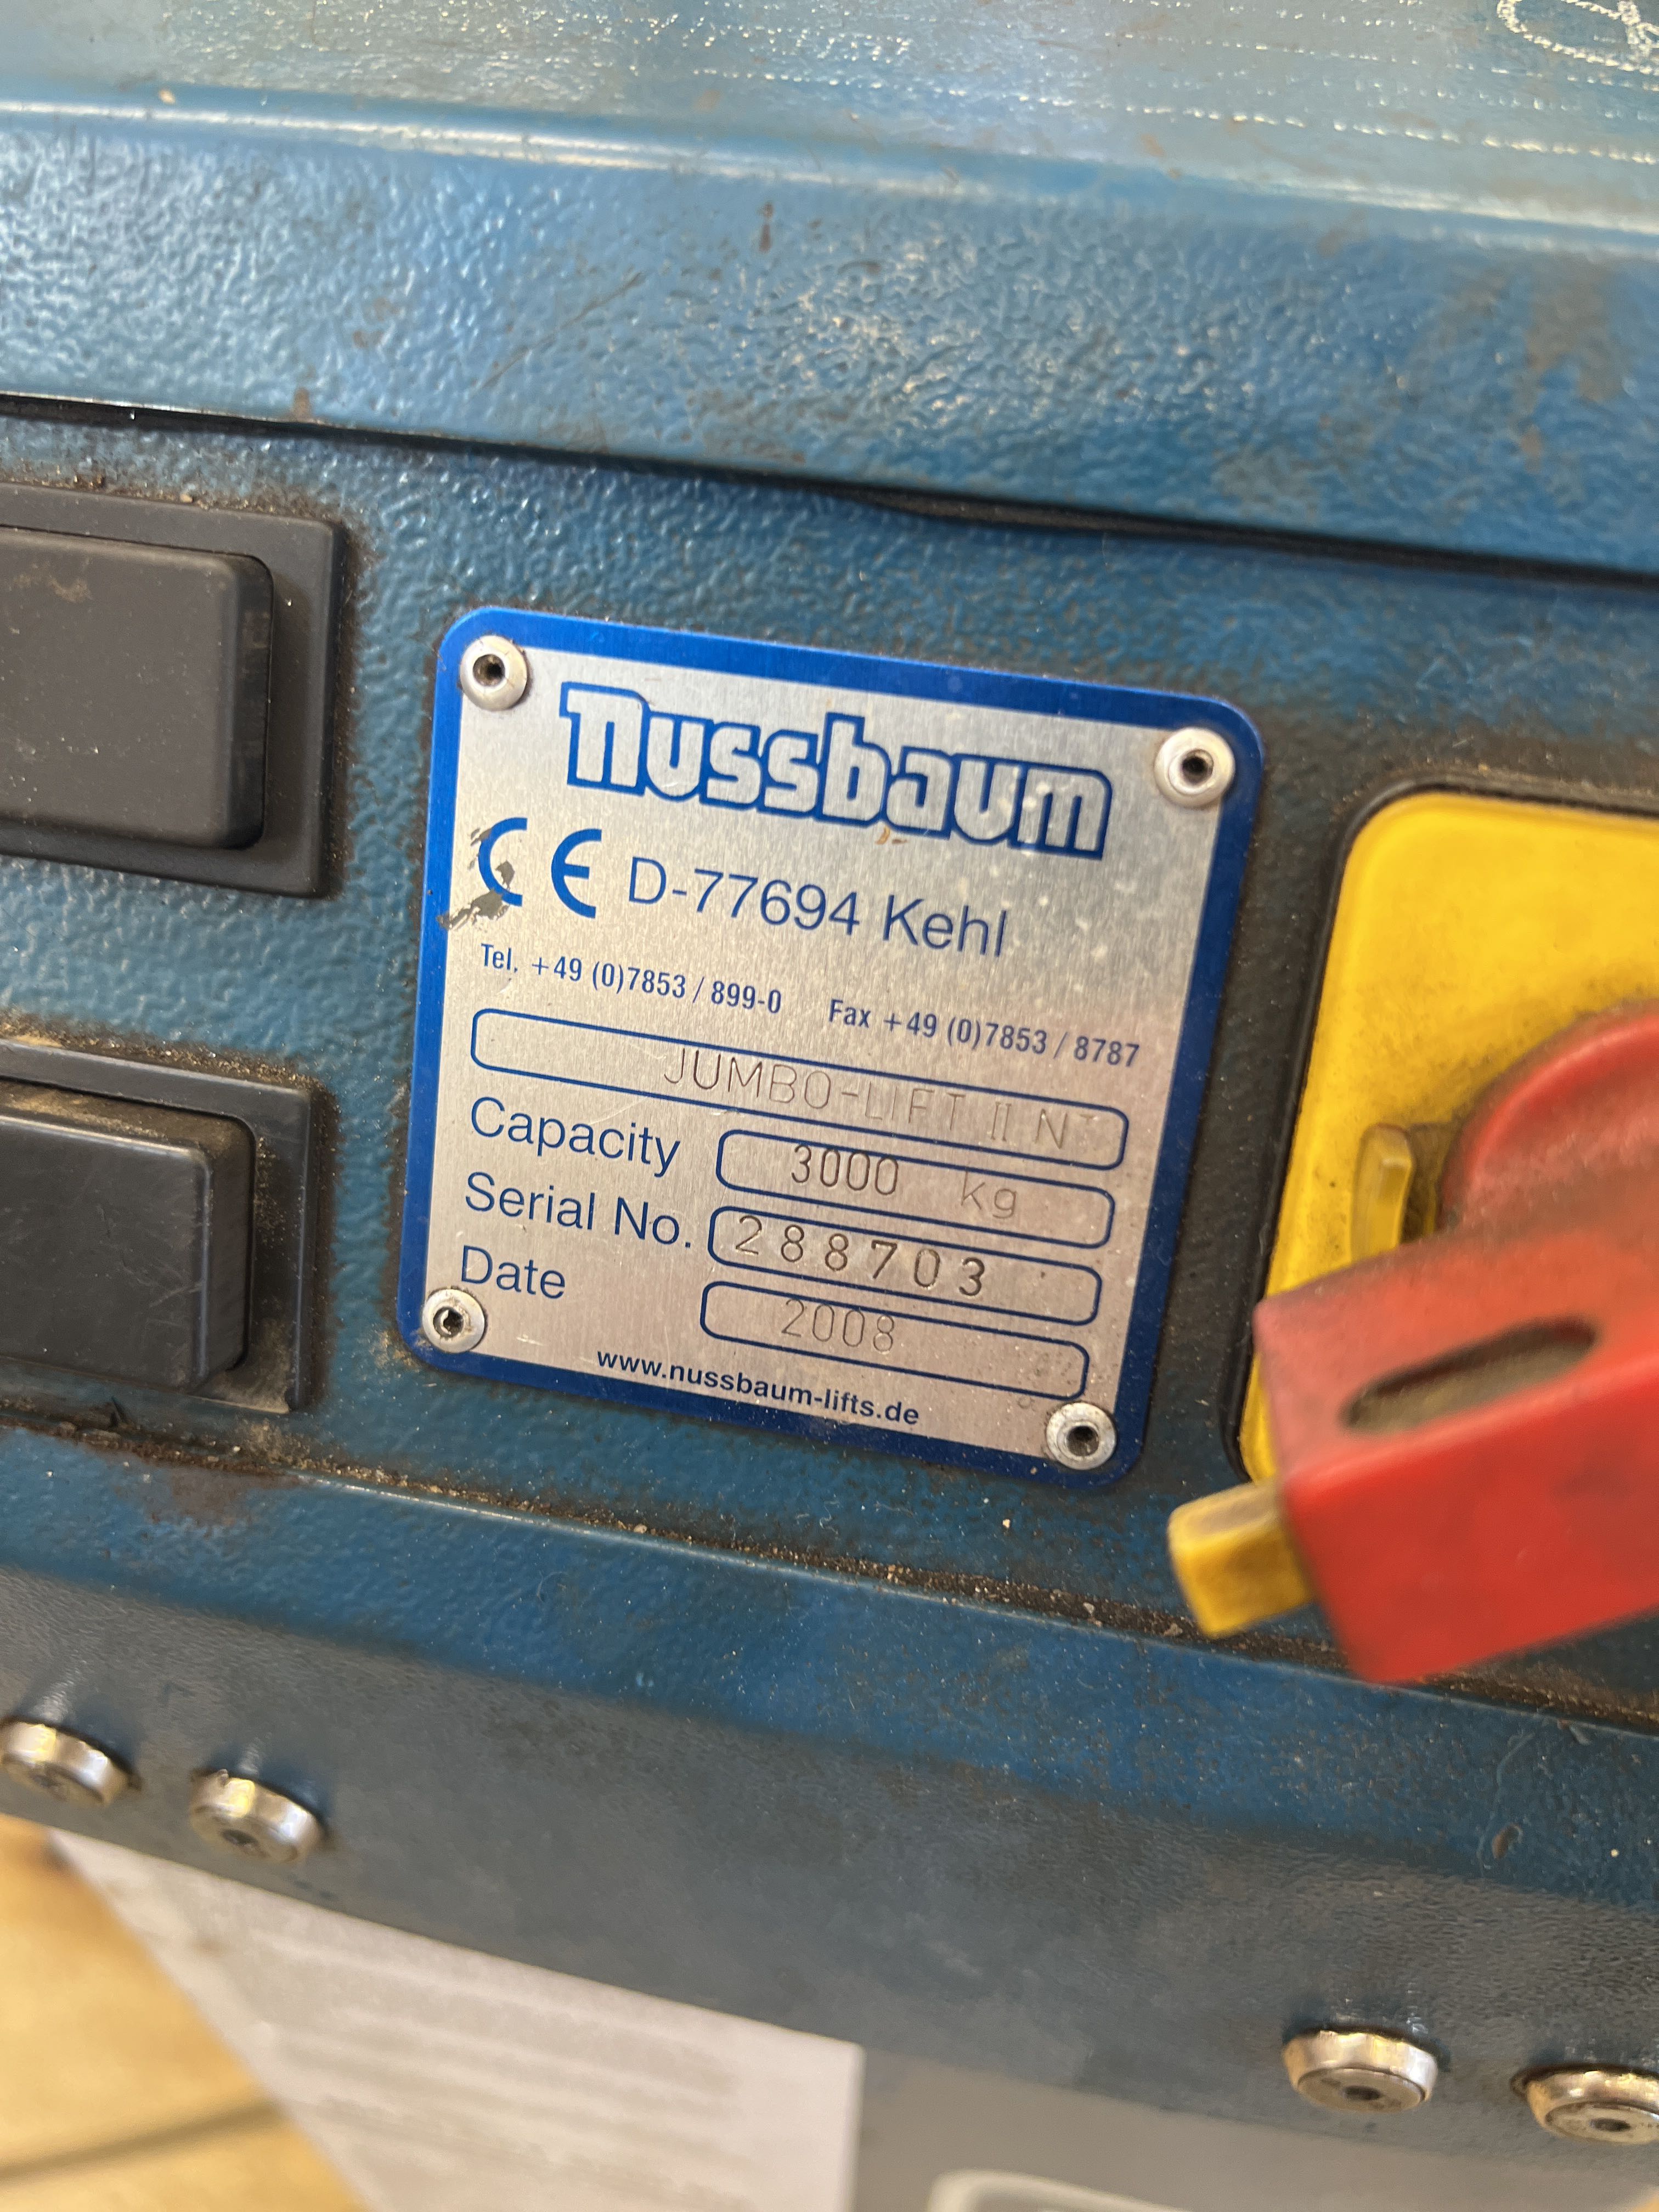 nussbaum
CE D-77694 Kehl
Tel. +49 (0)7853 / 899-0 Fax +49 (0)7853 / 8787
JUMBO-LIFT II NT
Capacity 3000 kg
Serial No. 288703
Date 2008
www.nussbaum-lifts.de